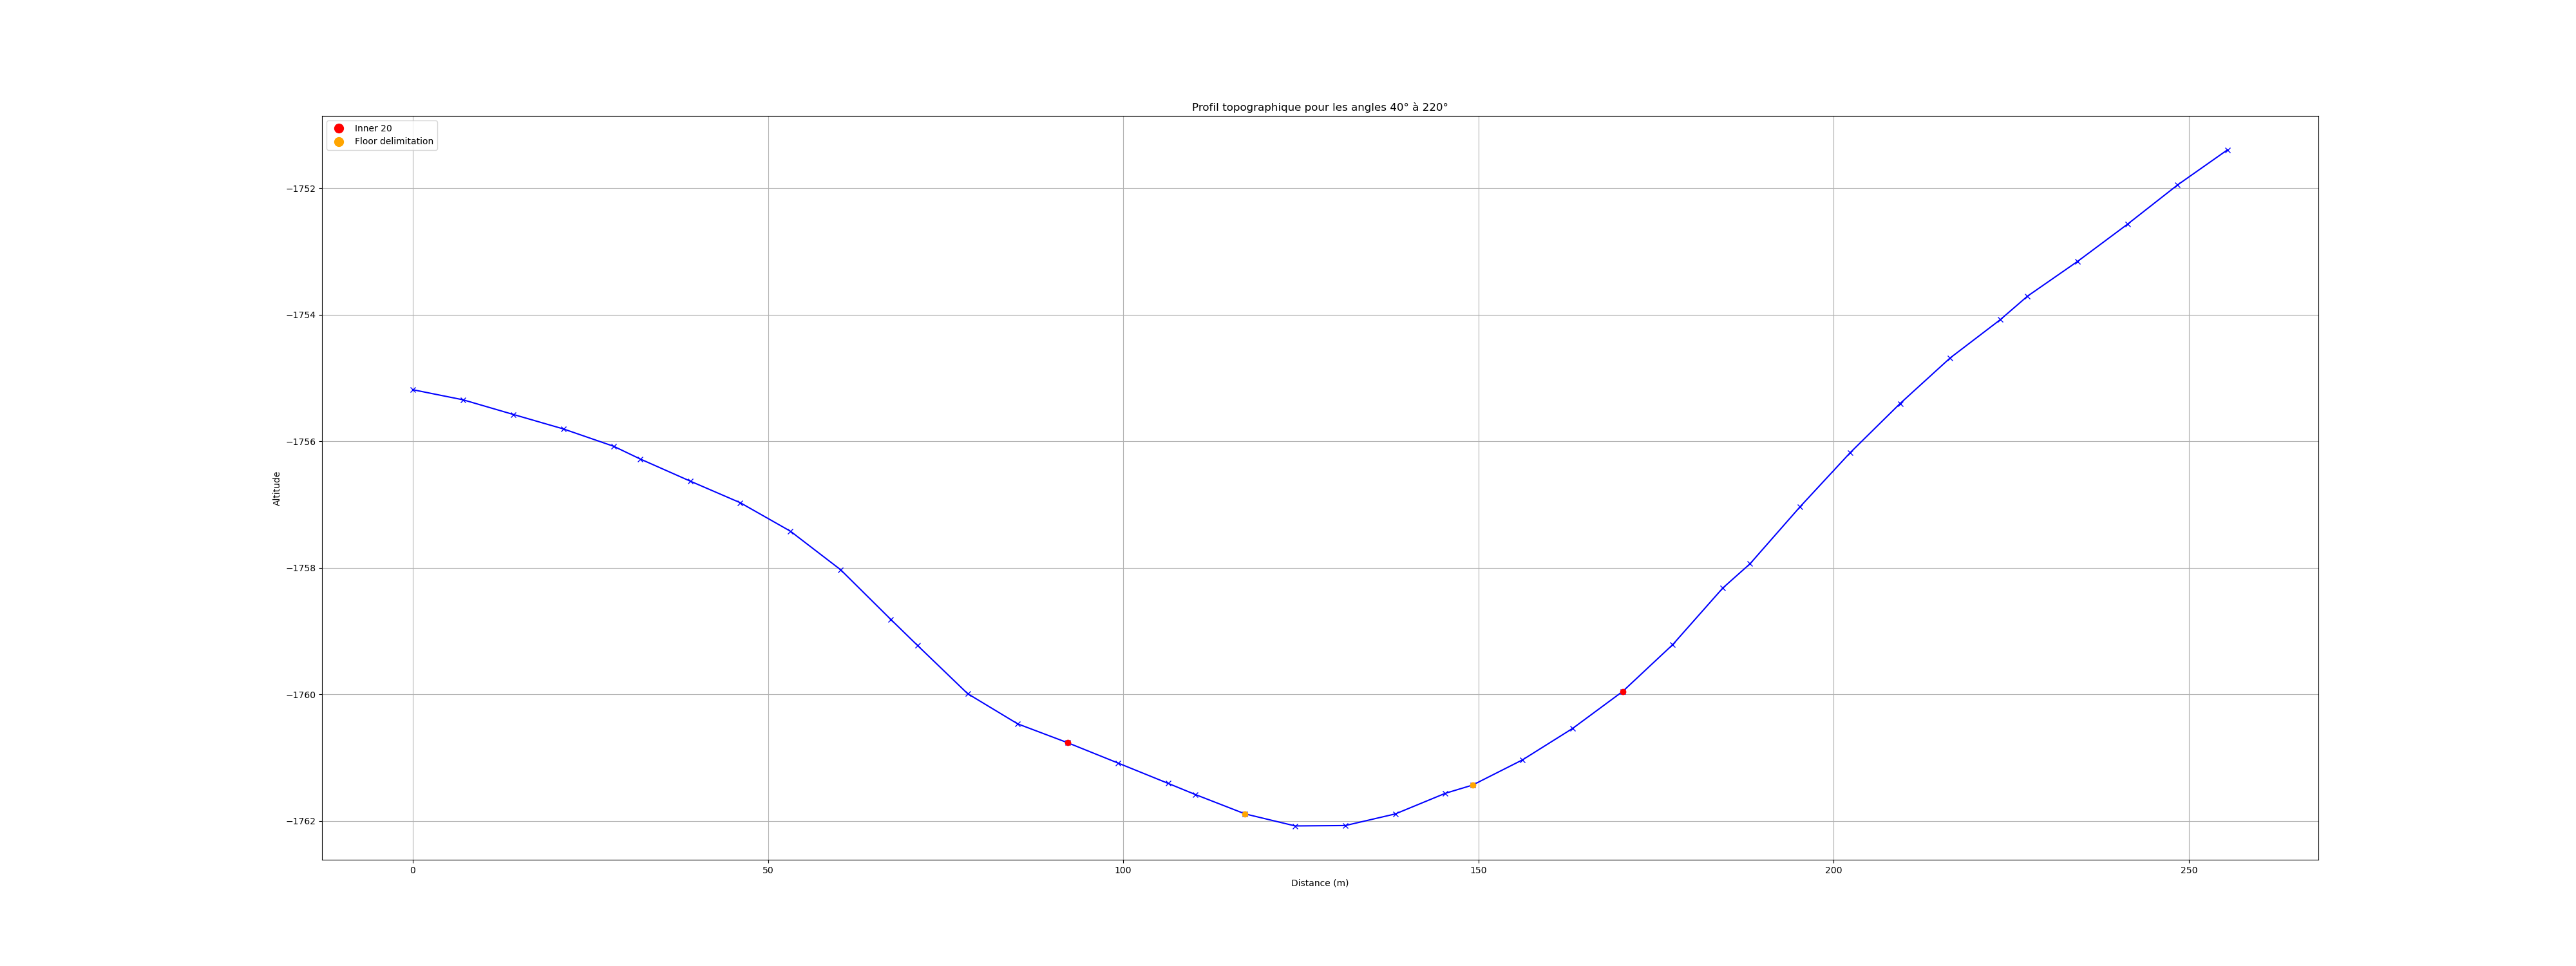 Profil topographique pour les angles 40° à 220°
Inner 20
Floor delimitation
−1752
−1754
−1756
−1758
−1760
−1762
Altitude
0 50 100 150 200 250
Distance (m)